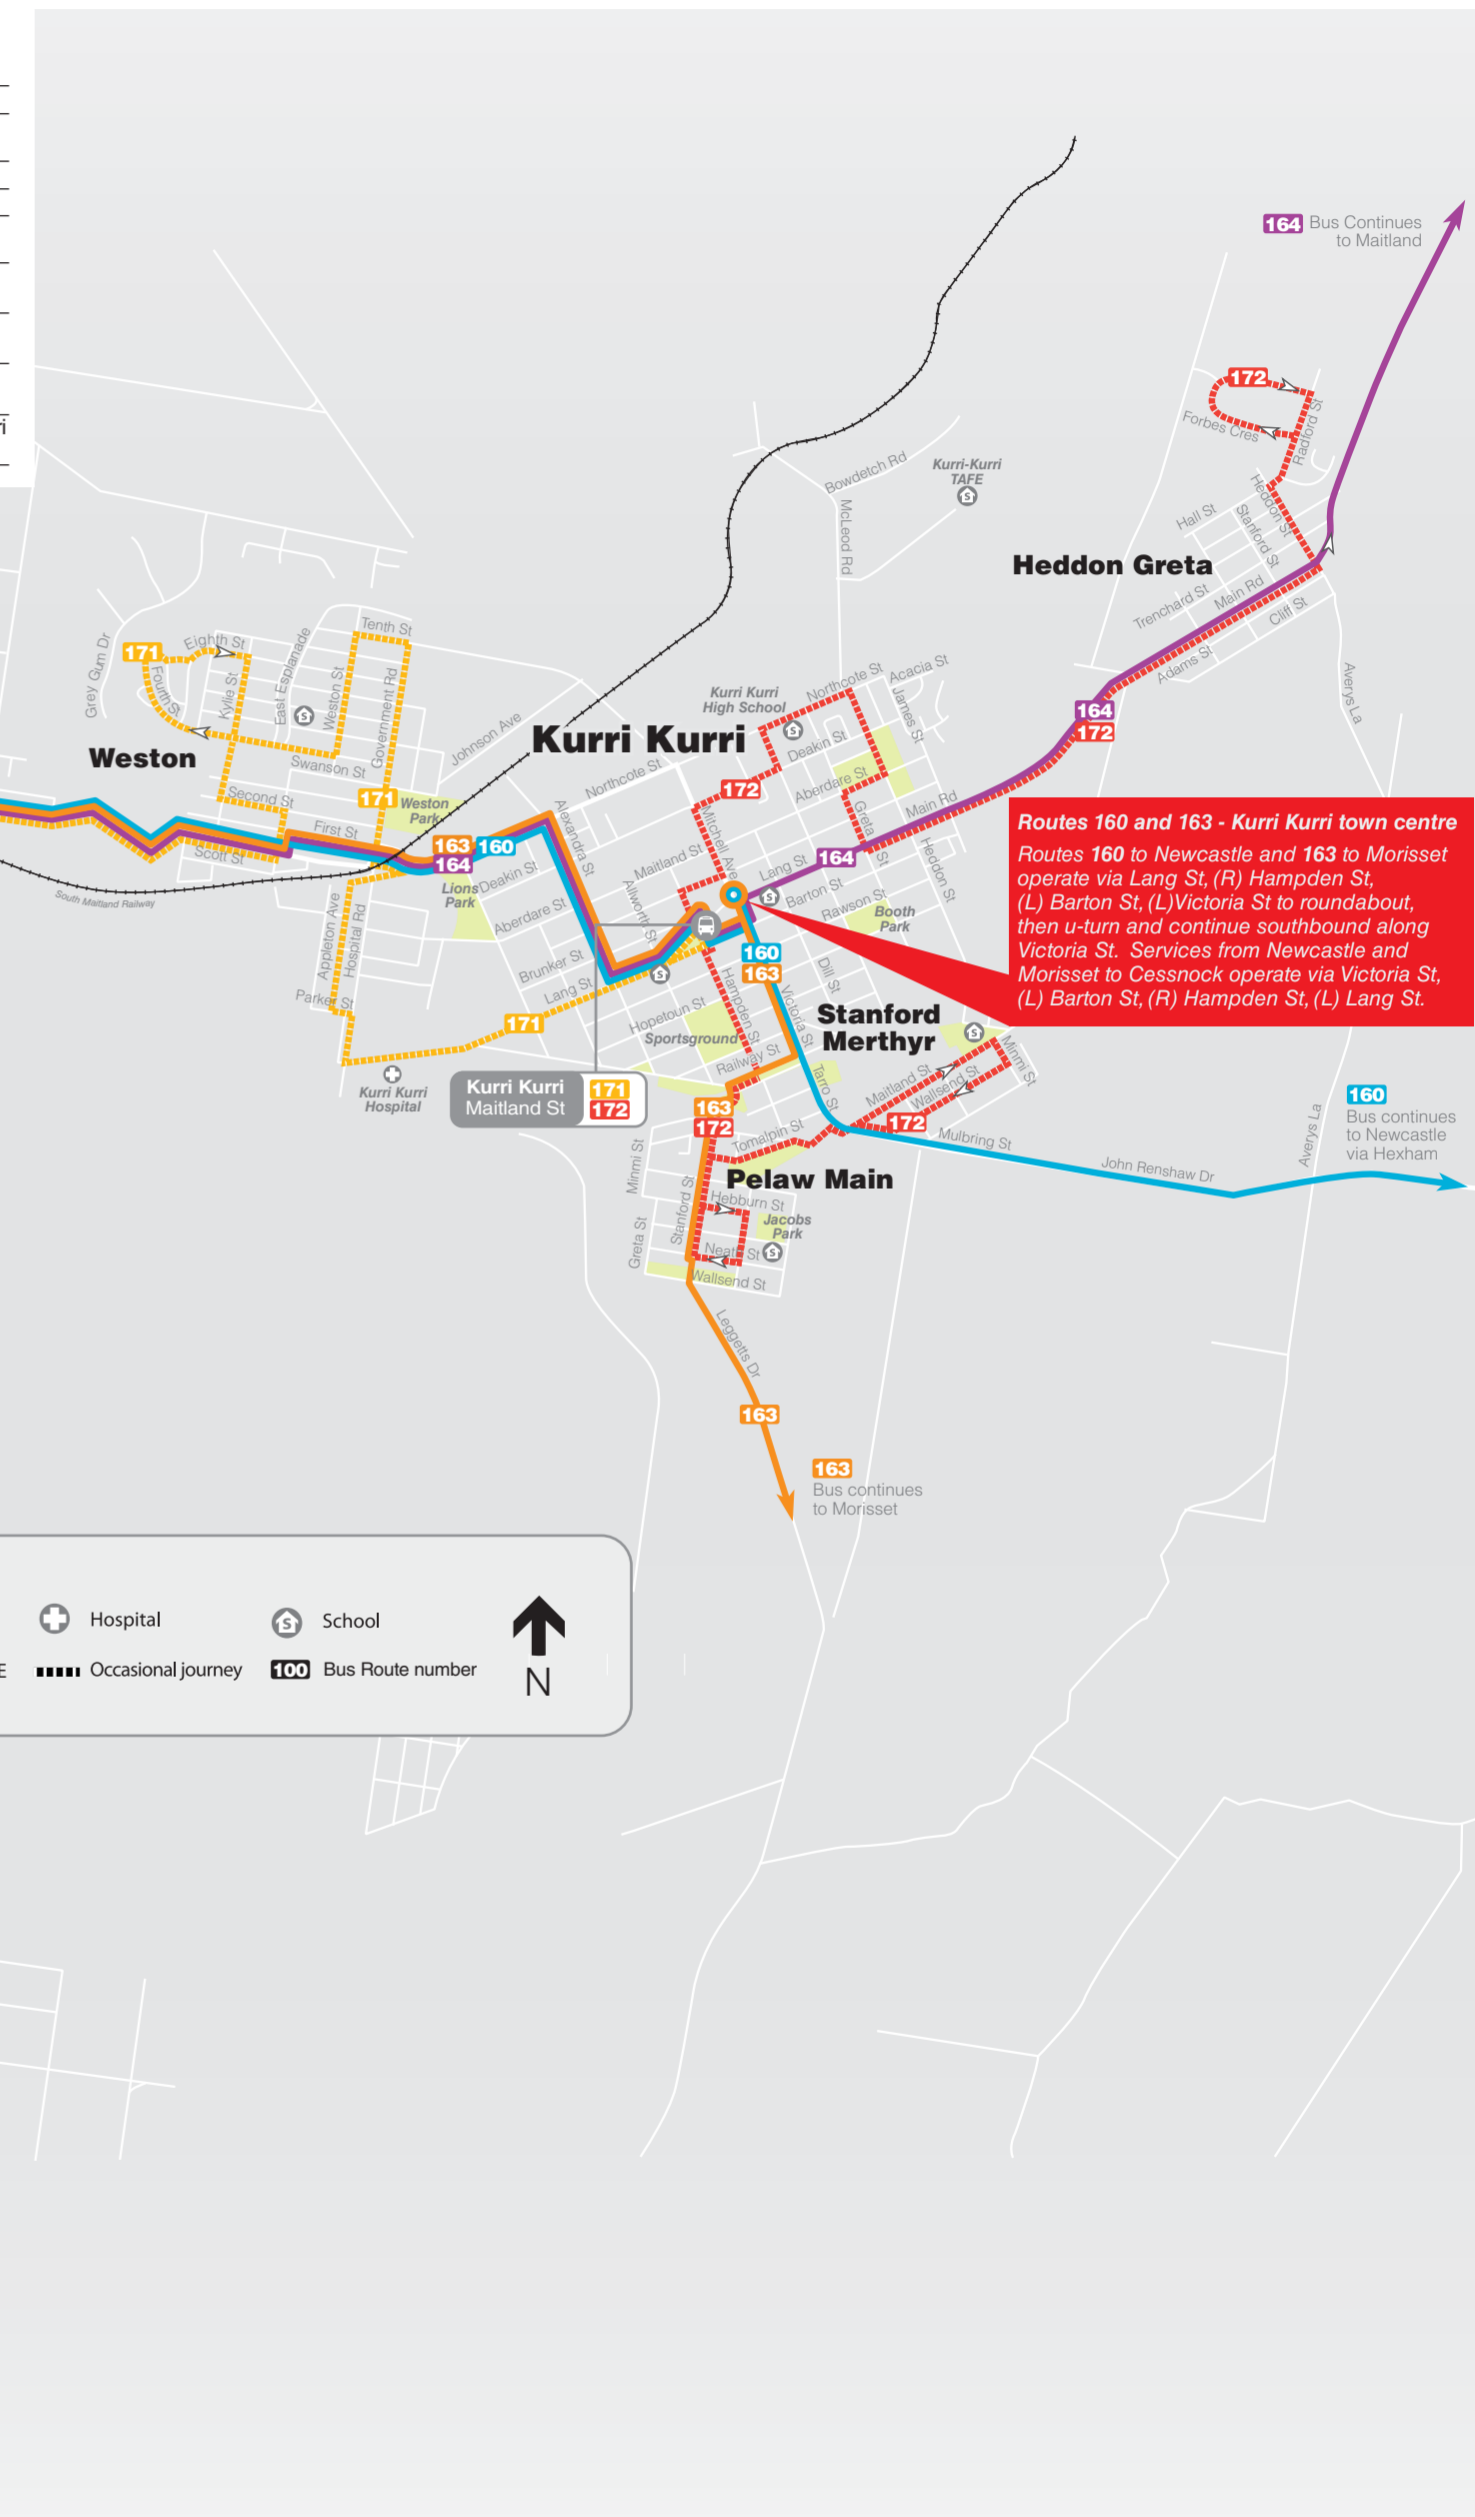 164 Bus Continues
to Maitland
172
Forbes Cres
Radford St
Bowdetch Rd
Kurri-Kurri
TAFE
S
McLeod Rd
Hall St
Heddon St
Stanford St
Heddon Greta
Trenchard St
Main Rd
Cliff St
Adams St
Averys La
Tenth St
Eighth St
171
Grey Gum Dr
Fourth St
Kylie St
East Esplanade
Weston St
Government Rd
S
Weston
Swanson St
Second St
Johnson Ave
Kurri Kurri
Kurri Kurri
High School
S
Northcote St
Acacia St
James St
Deakin St
Aberdare St
Northcote St
172
164
172
171
Weston
Park
First St
Scott St
163
160
164
South Maitland Railway
Lions
Park
Deakin St
Aberdare St
Alexandra St
Allworth St
Maitland St
Mitchell Ave
Greta St
Main Rd
Lang St
164
Heddon St
S
Barton St
Rawson St
Booth
Park
Routes 160 and 163 - Kurri Kurri town centre
Routes 160 to Newcastle and 163 to Morisset
operate via Lang St, (R) Hampden St,
(L) Barton St, (L)Victoria St to roundabout,
then u-turn and continue southbound along
Victoria St. Services from Newcastle and
Morisset to Cessnock operate via Victoria St,
(L) Barton St, (R) Hampden St, (L) Lang St.
Appleton Ave
Hospital Rd
Parker St
Brunker St
Lang St
S
160
163
Dill St
Hampden St
Victoria St
171
Hopetoun St
Sportsground
Railway St
Stanford
Merthyr
S
Minmi St
Kurri Kurri
Hospital
Kurri Kurri
Maitland St
171
172
Tarro St
Maitland St
Wallsend St
172
163
172
Tomalpin St
Mulbring St
John Renshaw Dr
Averys La
160
Bus continues
to Newcastle
via Hexham
Pelaw Main
Minmi St
Stanford St
Greta St
Hebburn St
Jacobs
Park
Neath St
S
Wallsend St
Leggetts Dr
163
163
Bus continues
to Morisset
Hospital
S
School
Occasional journey
100 Bus Route number
N